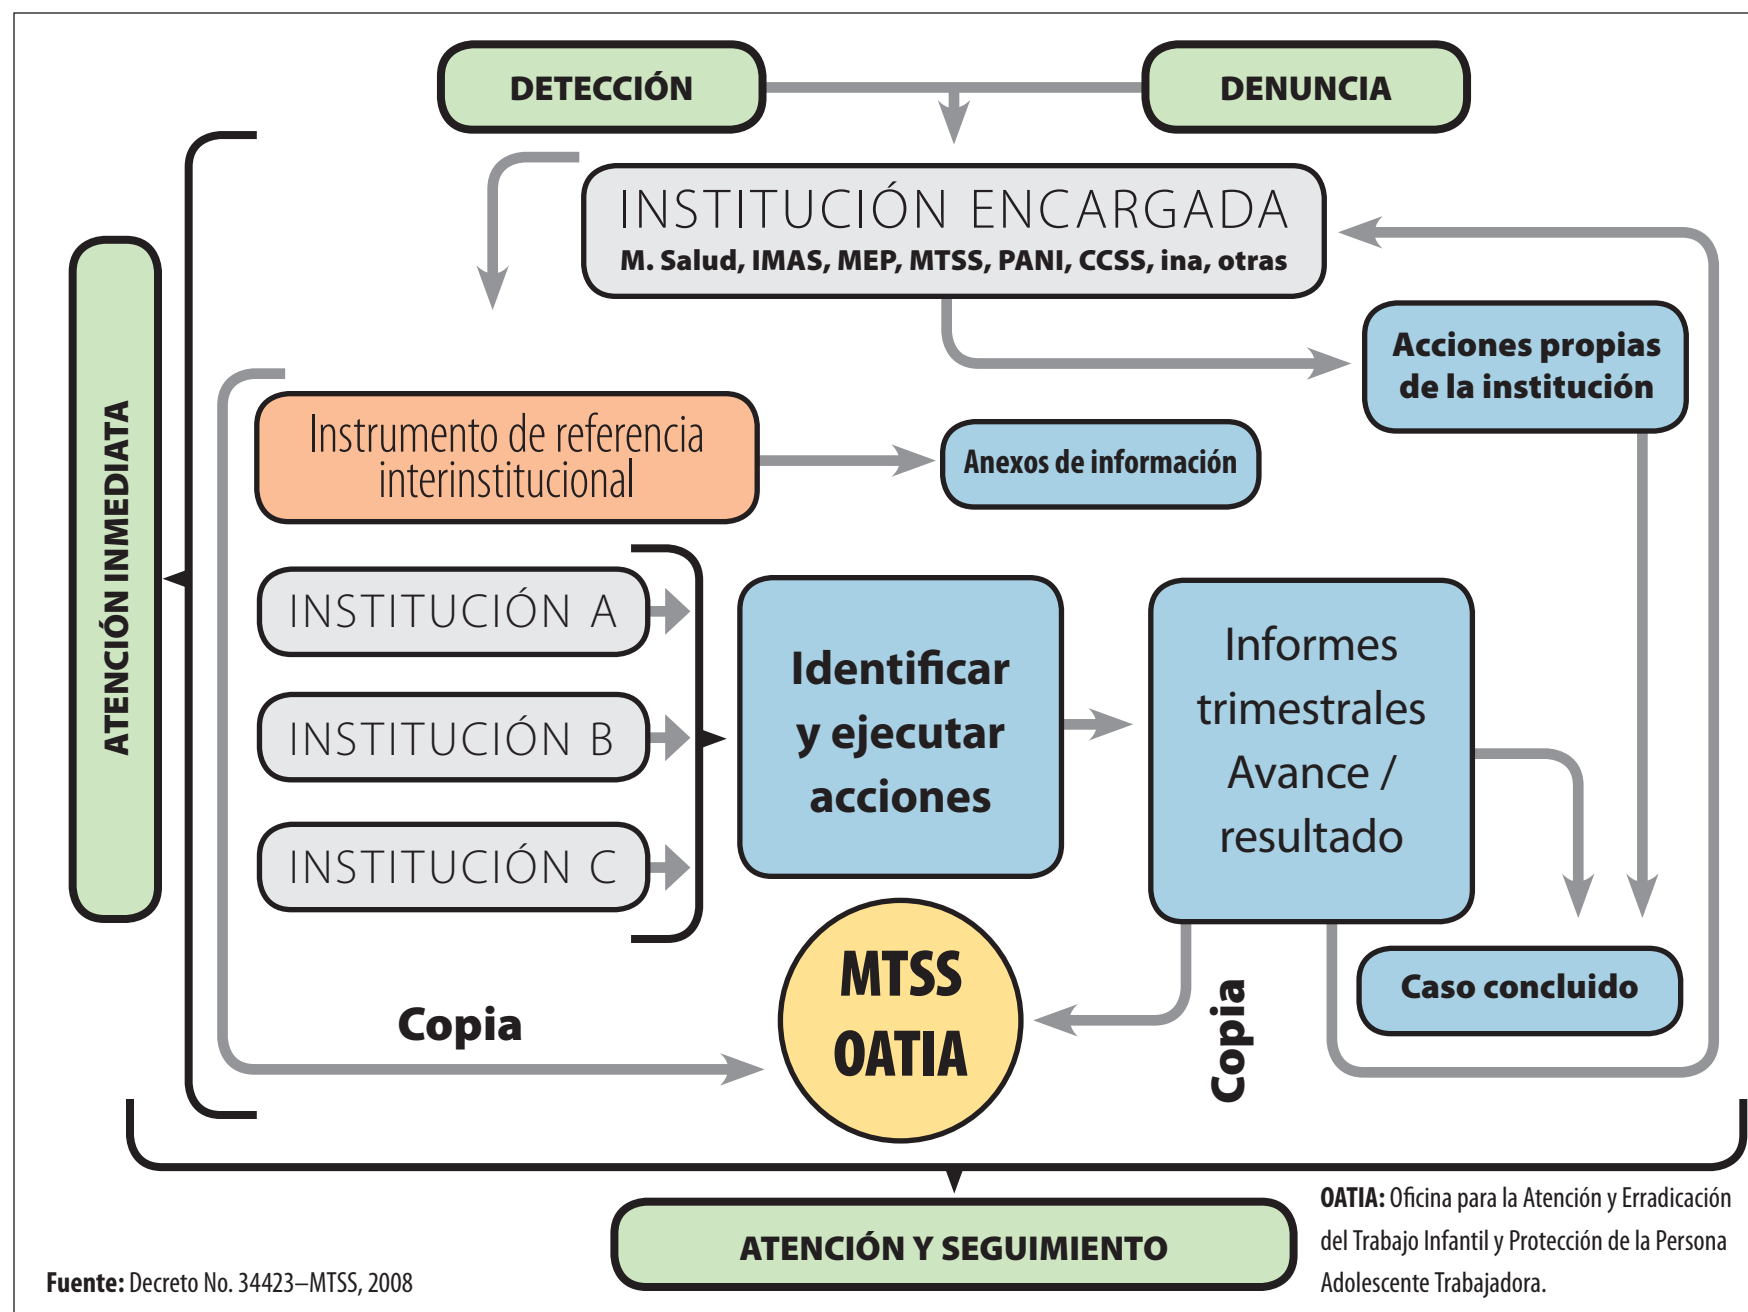 DETECCIÓN
DENUNCIA
INSTITUCIÓN ENCARGADA
M. Salud, IMAS, MEP, MTSS, PANI, CCSS, ina, otras
Acciones propias
de la institución
ATENCIÓN INMEDIATA
Instrumento de referencia
interinstitucional
Anexos de información
INSTITUCIÓN A
INSTITUCIÓN B
INSTITUCIÓN C
Identificar
y ejecutar
acciones
Informes
trimestrales
Avance /
resultado
MTSS
OATIA
Copia
Copia
Caso concluido
ATENCIÓN Y SEGUIMIENTO
OATIA: Oficina para la Atención y Erradicación
del Trabajo Infantil y Protección de la Persona
Adolescente Trabajadora.
Fuente: Decreto No. 34423–MTSS, 2008